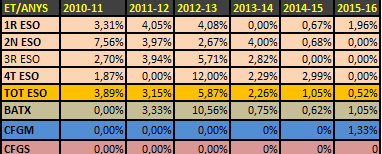 ET/ANYS 2010-11 2011-12 2012-13 2013-14 2014-15 2015-16
1R ESO 3,31% 4,05% 4,08% 0,00% 0,67% 1,96%
2N ESO 7,56% 3,97% 2,67% 4,00% 0,68% 0,00%
3R ESO 2,70% 3,94% 5,71% 2,82% 0,00% 0,00%
4T ESO 1,87% 0,00% 12,00% 2,29% 2,99% 0,00%
TOT ESO 3,89% 3,15% 5,87% 2,26% 1,05% 0,52%
BATX 0,00% 3,33% 10,56% 0,75% 0,62% 1,05%
CFGM 0,00% 0,00% 0,00% 0% 0% 1,33%
CFGS 0,00% 0,00% 0,00% 0% 0% 0